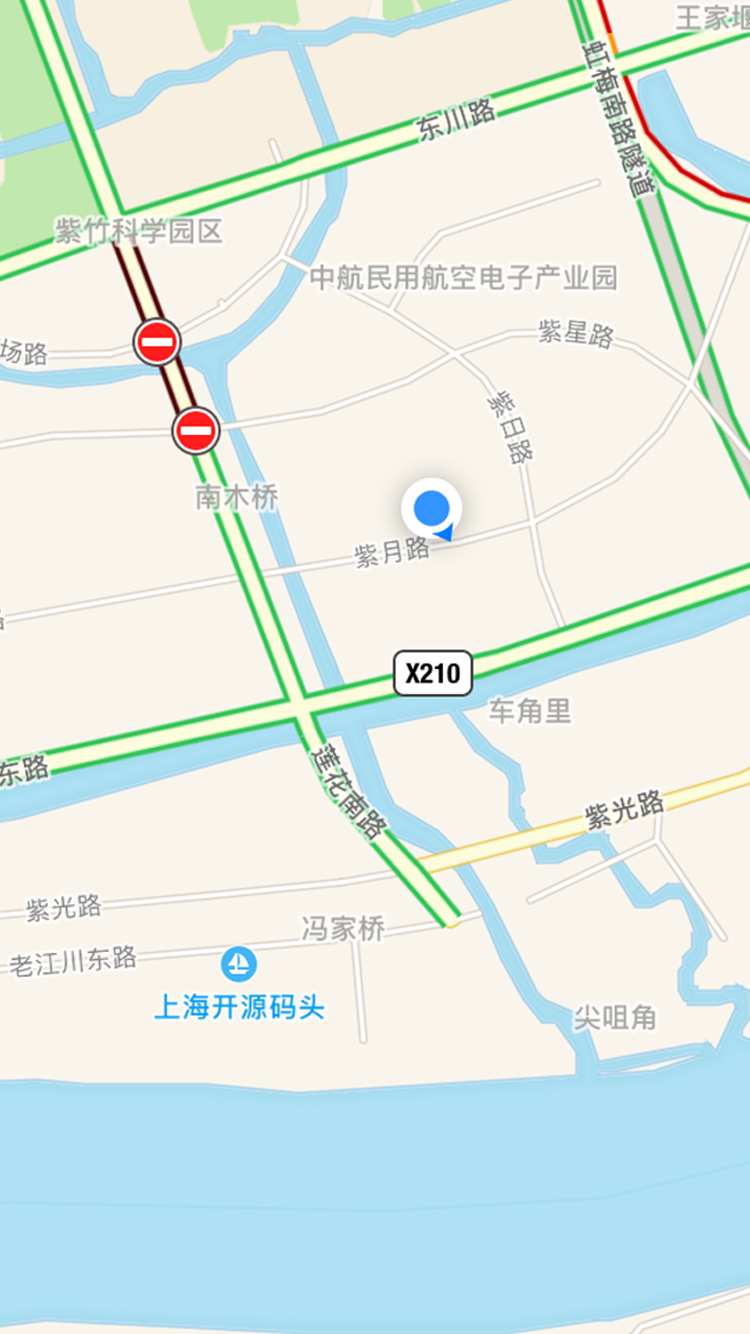 王家堰
虹梅南路隧道
东川路
紫竹科学园区
中航民用航空电子产业园
紫星路
场路
紫日路
南木桥
紫月路
X210
车角里
东路
莲花南路
紫光路
紫光路
冯家桥
老江川东路
上海开源码头
尖咀角